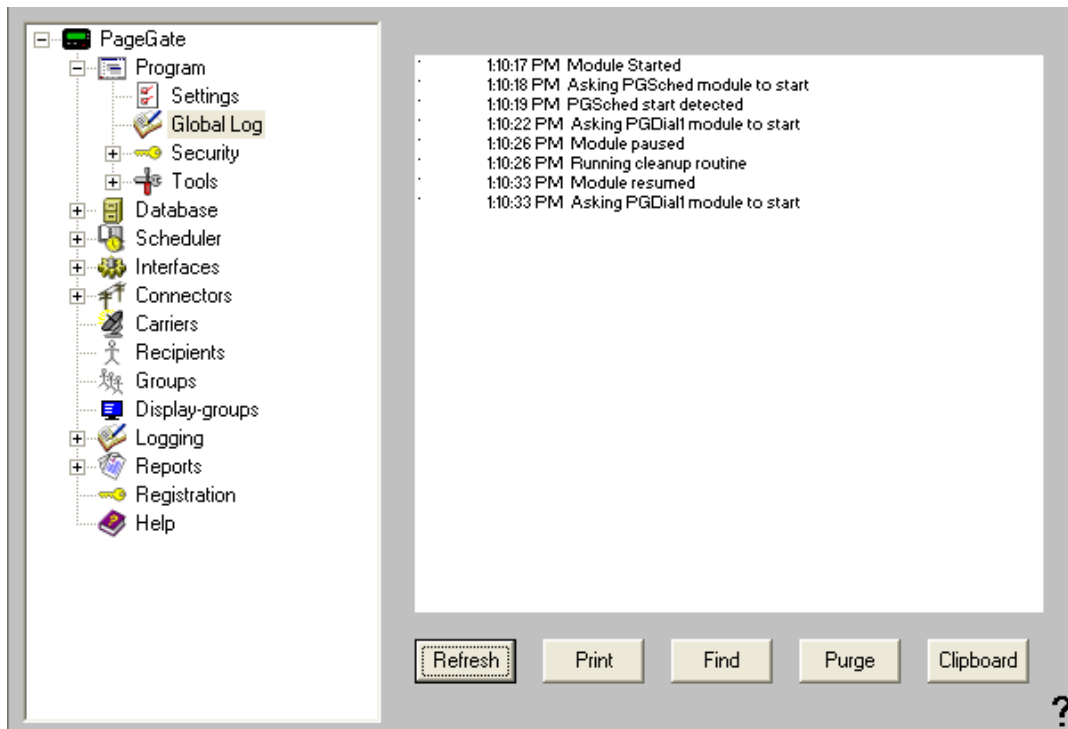 PageGate
Program
Settings
Global Log
Security
Tools
Database
Scheduler
Interfaces
Connectors
Carriers
Recipients
Groups
Display-groups
Logging
Reports
Registration
Help
1:10:17 PM Module Started
1:10:18 PM Asking PGSched module to start
1:10:19 PM PGSched start detected
1:10:22 PM Asking PGDial1 module to start
1:10:26 PM Module paused
1:10:26 PM Running cleanup routine
1:10:33 PM Module resumed
1:10:33 PM Asking PGDial1 module to start
Refresh Print Find Purge Clipboard
?